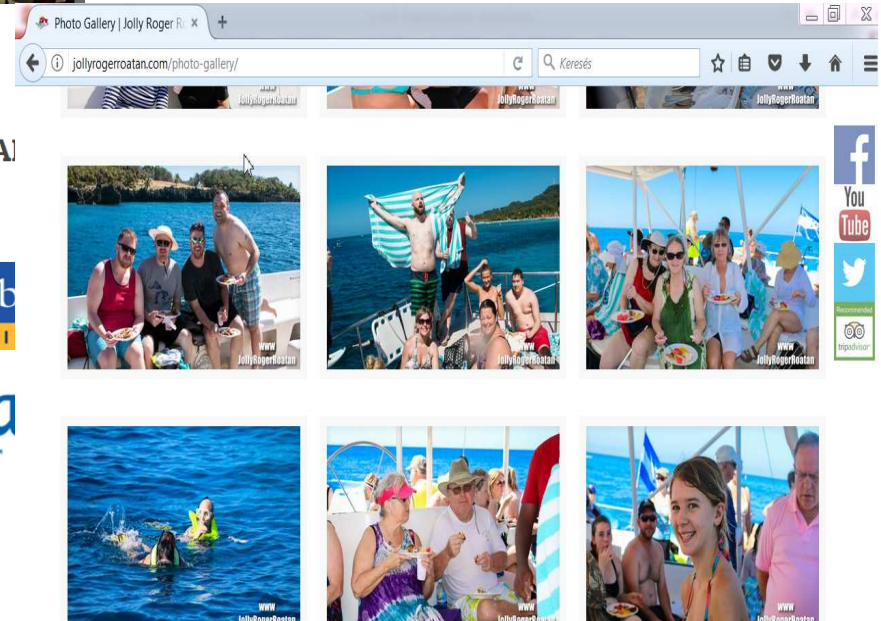 Photo Gallery | Jolly Roger R
jollyrogerroatan.com/photo-gallery/
Keresés
JollyRogerRoatan
JollyRogerRoatan
JollyRogerRoatan
f
You
Tube
WWW
JollyRogerRoatan
WWW
JollyRogerRoatan
WWW
JollyRogerRoatan
Recommended
tripadvisor
WWW
JollyRogerRoatan
WWW
JollyRogerRoatan
WWW
JollyRogerRoatan